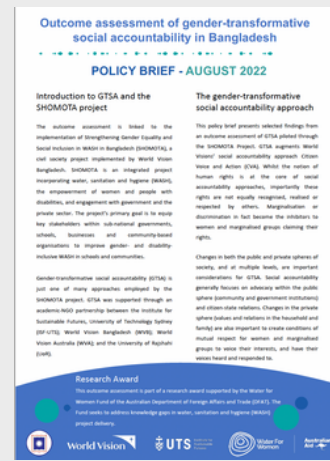 Outcome assessment of gender-transformative
social accountability in Bangladesh
POLICY BRIEF - AUGUST 2022
Introduction to GTSA and the
SHOMOTA project
The outcome assessment is linked to the
implementation of Strengthening Gender Equality and
Social Inclusion in WASH in Bangladesh (SHOMOTA), a
civil society project implemented by World Vision
Bangladesh. SHOMOTA is an integrated project
incorporating water, sanitation and hygiene (WASH),
the empowerment of women and people with
disabilities, and engagement with government and the
private sector. The project's primary goal is to equip
key stakeholders within sub-national governments,
schools, businesses and community-based
organisations to improve gender- and disability-
inclusive WASH in schools and communities.
Gender-transformative social accountability (GTSA) is
just one of many approaches employed by the
SHOMOTA project. GTSA was supported through an
academic-NGO partnership between the Institute for
Sustainable Futures, University of Technology Sydney
(ISF-UTS), World Vision Bangladesh (WVB), World
Vision Australia (WVA), and the University of Rajshahi
(UoR).
The gender-transformative
social accountability approach
This policy brief presents selected findings from
an outcome assessment of GTSA piloted through
the SHOMOTA Project. GTSA augments World
Visions' social accountability approach Citizen
Voice and Action (CVA). Whilst the notion of
human rights is at the core of social
accountability approaches, importantly these
rights are not equally recognised, realised or
respected by others. Marginalisation or
discrimination in fact become the inhibitors to
women and marginalised groups claiming their
rights.
Changes in both the public and private spheres of
society, and at multiple levels, are important
considerations for GTSA. Social accountability
generally focuses on advocacy within the public
sphere (community and government institutions)
and citizen-state relations. Changes in the private
sphere (values and relations in the household and
family) are also important to create conditions of
mutual respect for women and marginalised
groups to voice their interests, and have their
voices heard and responded to.
Research Award
This outcome assessment is part of a research award supported by the Water for
Women Fund of the Australian Department of Foreign Affairs and Trade (DFAT). The
Fund seeks to address knowledge gaps in water, sanitation and hygiene (WASH)
project delivery.
World Vision
UTS
Water For
Women
Australian
Aid